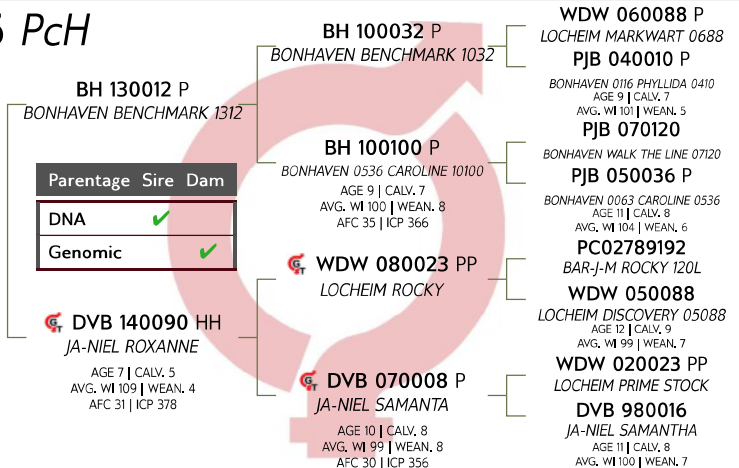 PcH
BH 130012 P
BONHAVEN BENCHMARK 1312
Parentage Sire Dam
DNA ✔
Genomic ✔
DVB 140090 HH
JA-NIEL ROXANNE
AGE 7 | CALV. 5
AVG. WI 109 | WEAN. 4
AFC 31 | ICP 378
BH 100032 P
BONHAVEN BENCHMARK 1032
BH 100100 P
BONHAVEN 0536 CAROLINE 10100
AGE 9 | CALV. 7
AVG. WI 100 | WEAN. 8
AFC 35 | ICP 366
WDW 080023 PP
LOCHEIM ROCKY
DVB 070008 P
JA-NIEL SAMANTA
AGE 10 | CALV. 8
AVG. WI 99 | WEAN. 8
AFC 30 | ICP 356
WDW 060088 P
LOCHEIM MARKWART 0688
PJB 040010 P
BONHAVEN 0116 PHYLLIDA 0410
AGE 9 | CALV. 7
AVG. WI 101 | WEAN. 5
PJB 070120
BONHAVEN WALK THE LINE 07120
PJB 050036 P
BONHAVEN 0063 CAROLINE 0536
AGE 11 | CALV. 8
AVG. WI 104 | WEAN. 6
PC02789192
BAR-J-M ROCKY 120L
WDW 050088
LOCHEIM DISCOVERY 05088
AGE 12 | CALV. 9
AVG. WI 99 | WEAN. 7
WDW 020023 PP
LOCHEIM PRIME STOCK
DVB 980016
JA-NIEL SAMANTHA
AGE 11 | CALV. 8
AVG. WI 100 | WEAN. 7